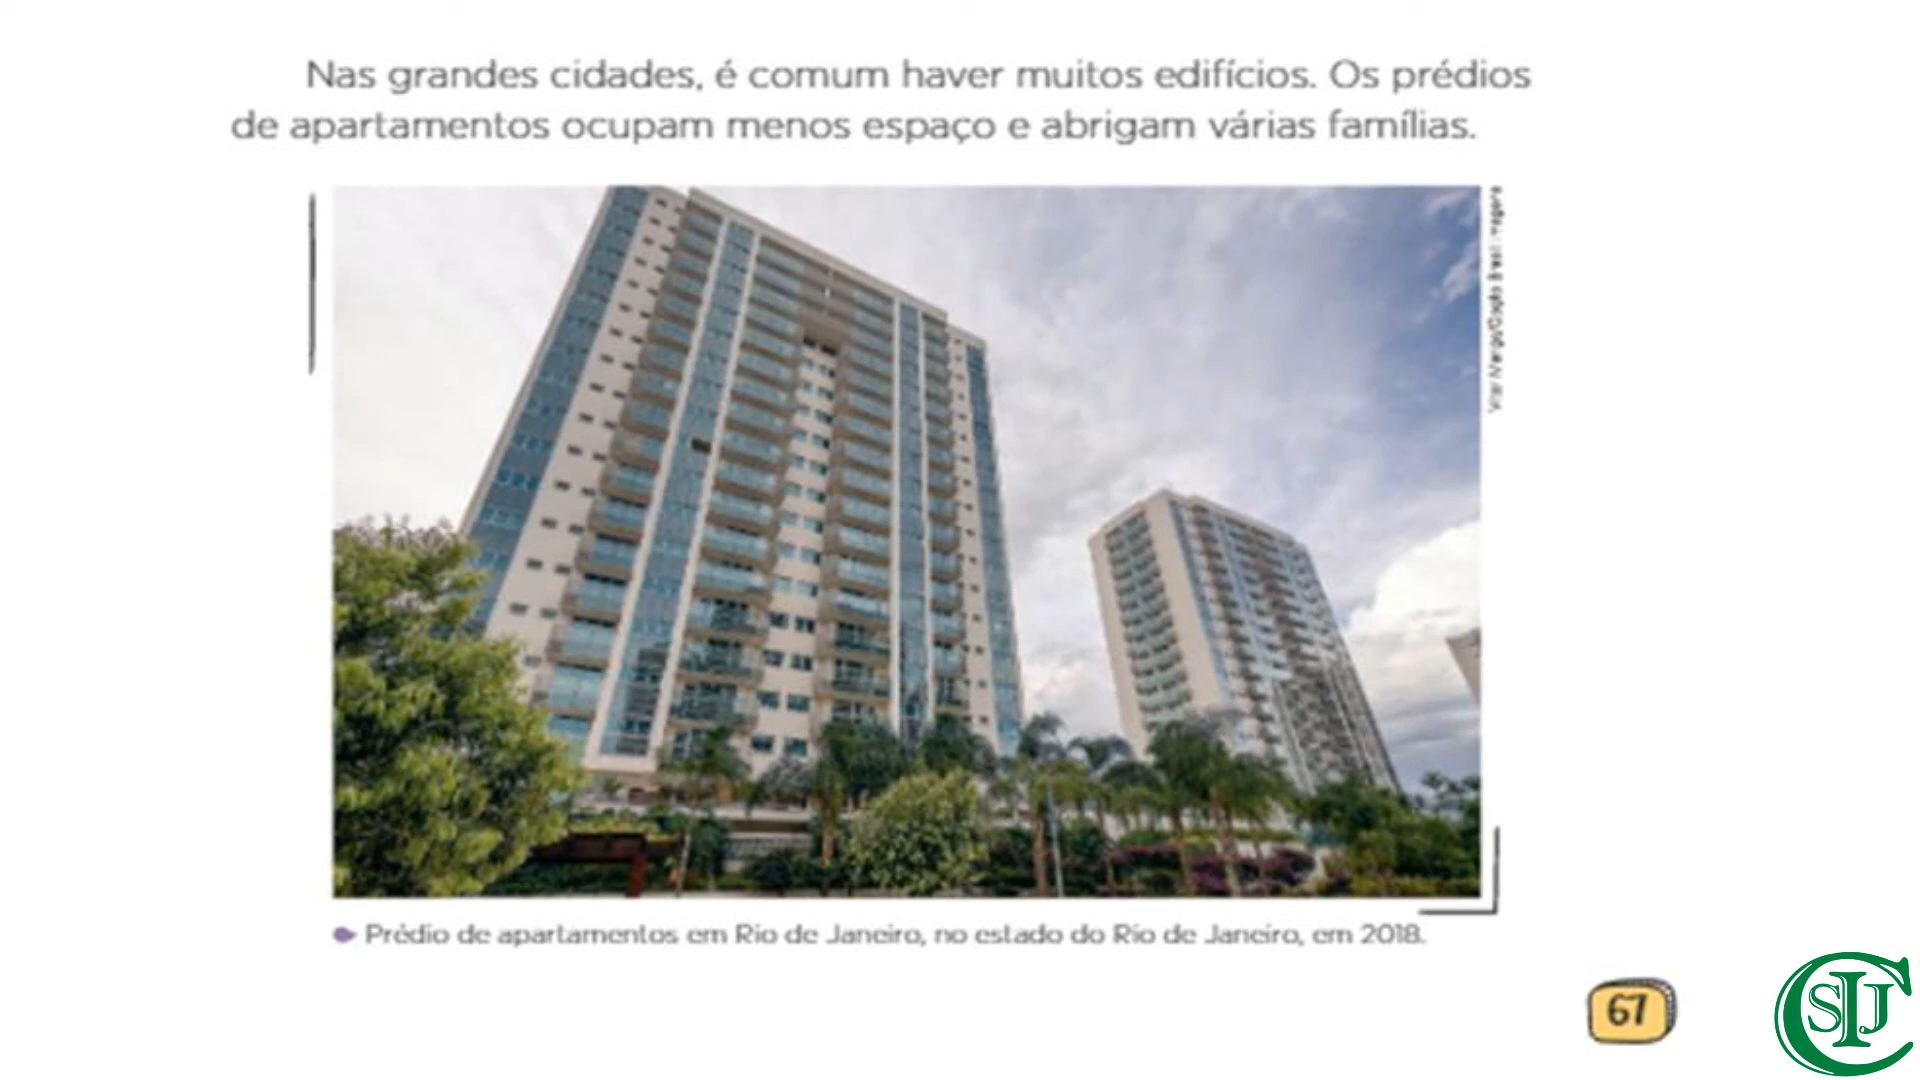 Nas grandes cidades, é comum haver muitos edifícios. Os prédios
de apartamentos ocupam menos espaço e abrigam várias famílias.
Prédio de apartamentos em Rio de Janeiro, no estado do Rio de Janeiro, em 2018.
67
CSIJ